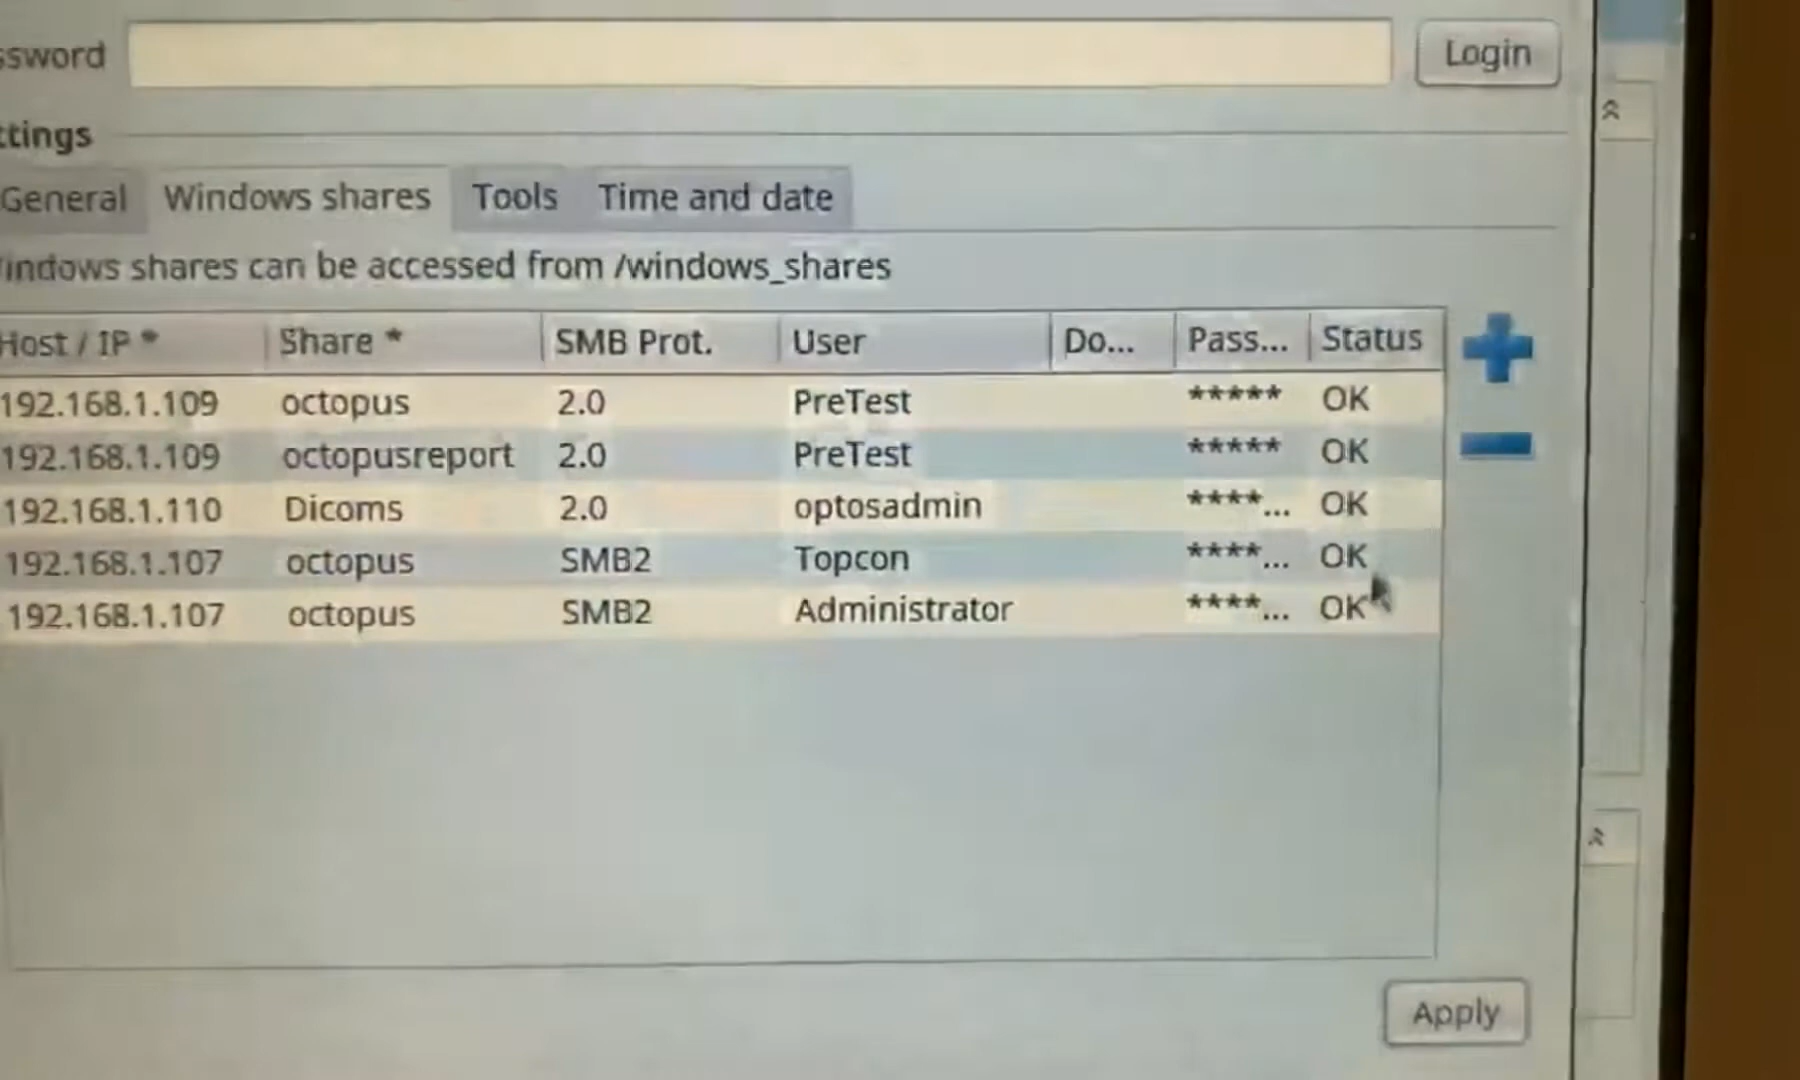 ssword Login
ttings
General Windows shares Tools Time and date
indows shares can be accessed from /windows_shares
Host / IP * Share * SMB Prot. User Do... Pass... Status
192.168.1.109 octopus 2.0 PreTest ***** OK
192.168.1.109 octopusreport 2.0 PreTest ***** OK
192.168.1.110 Dicoms 2.0 optosadmin ****... OK
192.168.1.107 octopus SMB2 Topcon ****... OK
192.168.1.107 octopus SMB2 Administrator ****... OK
Apply